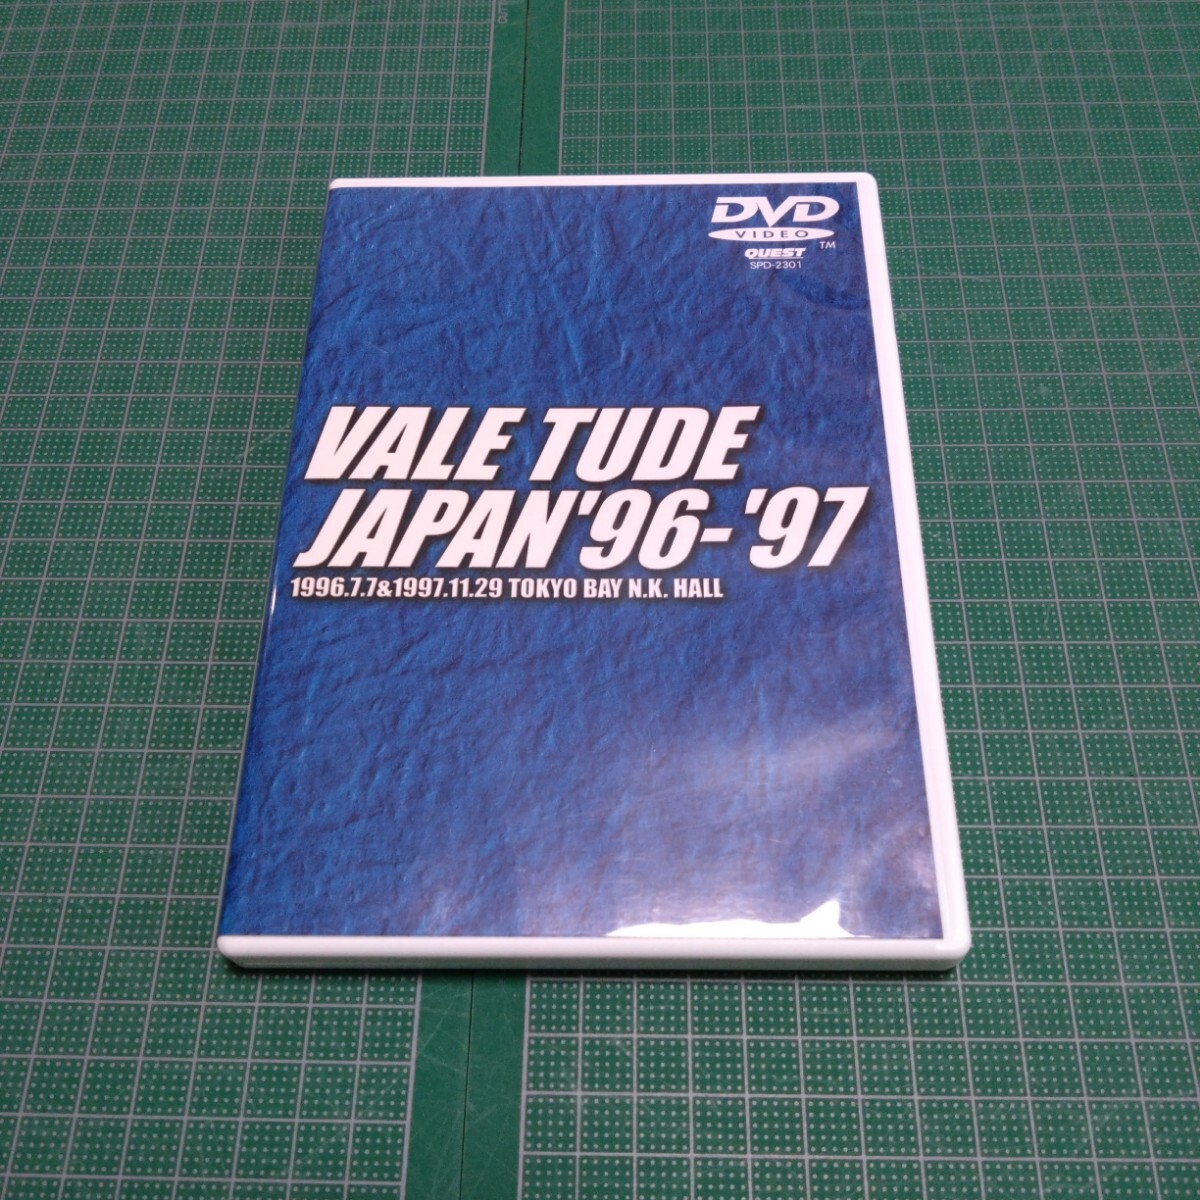 DVD
VIDEO
TM
QUEST
SPD-2301
VALE TUDE
JAPAN'96-'97
1996.7.7&1997.11.29 TOKYO BAY N.K. HALL